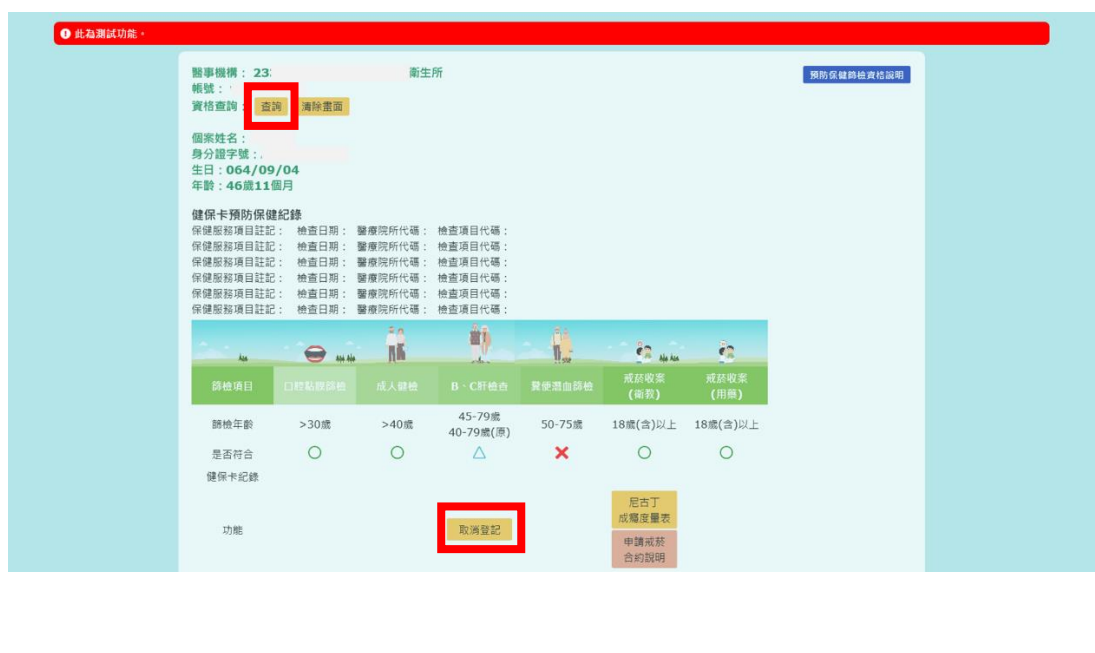 此為測試功能。
醫事機構： 23 衛生所
預防保健篩檢資格說明
帳號：
資格查詢： 查詢 清除畫面
個案姓名：
身分證字號：
生日：064/09/04
年齡：46歲11個月
健保卡預防保健紀錄
保健服務項目註記： 檢查日期： 醫療院所代碼： 檢查項目代碼：
保健服務項目註記： 檢查日期： 醫療院所代碼： 檢查項目代碼：
保健服務項目註記： 檢查日期： 醫療院所代碼： 檢查項目代碼：
保健服務項目註記： 檢查日期： 醫療院所代碼： 檢查項目代碼：
保健服務項目註記： 檢查日期： 醫療院所代碼： 檢查項目代碼：
保健服務項目註記： 檢查日期： 醫療院所代碼： 檢查項目代碼：
篩檢項目 口腔黏膜篩檢 成人健檢 B、C肝檢查 糞便潛血篩檢 戒菸收案 戒菸收案
(衛教) (用藥)
篩檢年齡 >30歲 >40歲 45-79歲 50-75歲 18歲(含)以上 18歲(含)以上
40-79歲(原)
是否符合
健保卡紀錄
功能 取消登記
尼古丁
成癮度量表
申請戒菸
合約說明